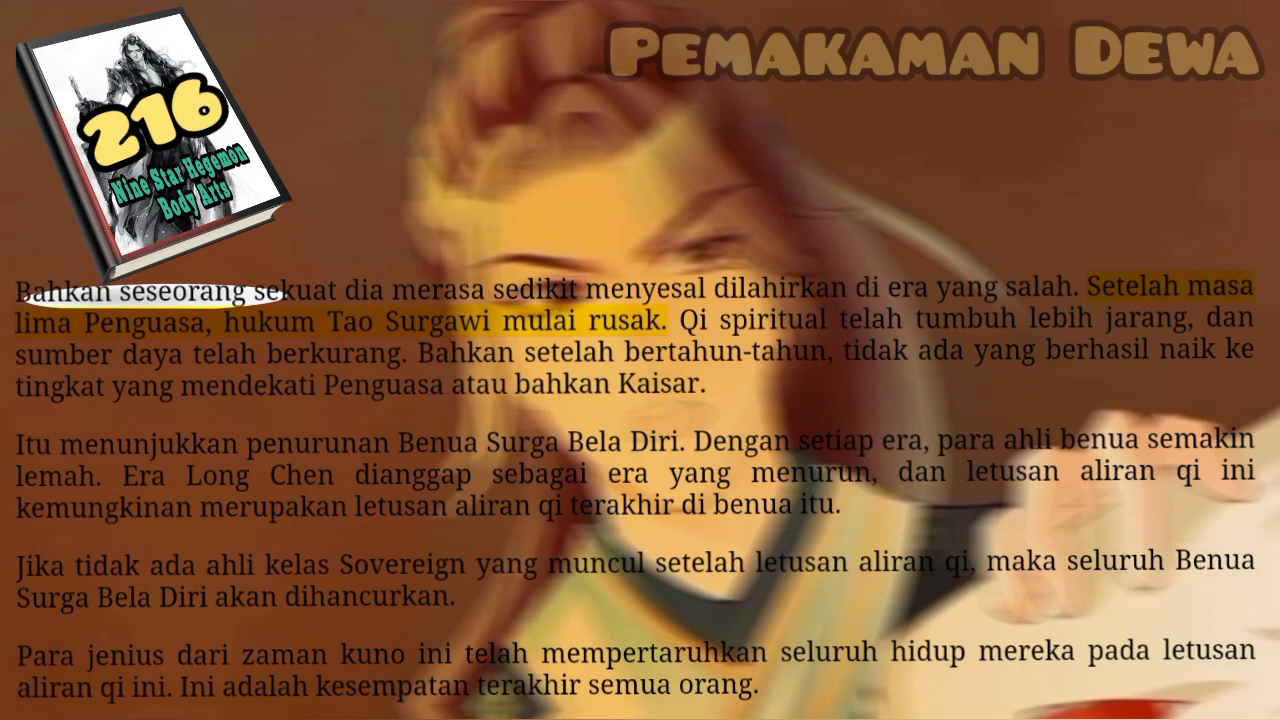 PEMAKAMAN DEWA
216
Nine Star Hegemon
Body Arts
Bahkan seseorang sekuat dia merasa sedikit menyesal dilahirkan di era yang salah. Setelah masa
lima Penguasa, hukum Tao Surgawi mulai rusak. Qi spiritual telah tumbuh lebih jarang, dan
sumber daya telah berkurang. Bahkan setelah bertahun-tahun, tidak ada yang berhasil naik ke
tingkat yang mendekati Penguasa atau bahkan Kaisar.
Itu menunjukkan penurunan Benua Surga Bela Diri. Dengan setiap era, para ahli benua semakin
lemah. Era Long Chen dianggap sebagai era yang menurun, dan letusan aliran qi ini
kemungkinan merupakan letusan aliran qi terakhir di benua itu.
Jika tidak ada ahli kelas Sovereign yang muncul setelah letusan aliran qi, maka seluruh Benua
Surga Bela Diri akan dihancurkan.
Para jenius dari zaman kuno ini telah mempertaruhkan seluruh hidup mereka pada letusan
aliran qi ini. Ini adalah kesempatan terakhir semua orang.